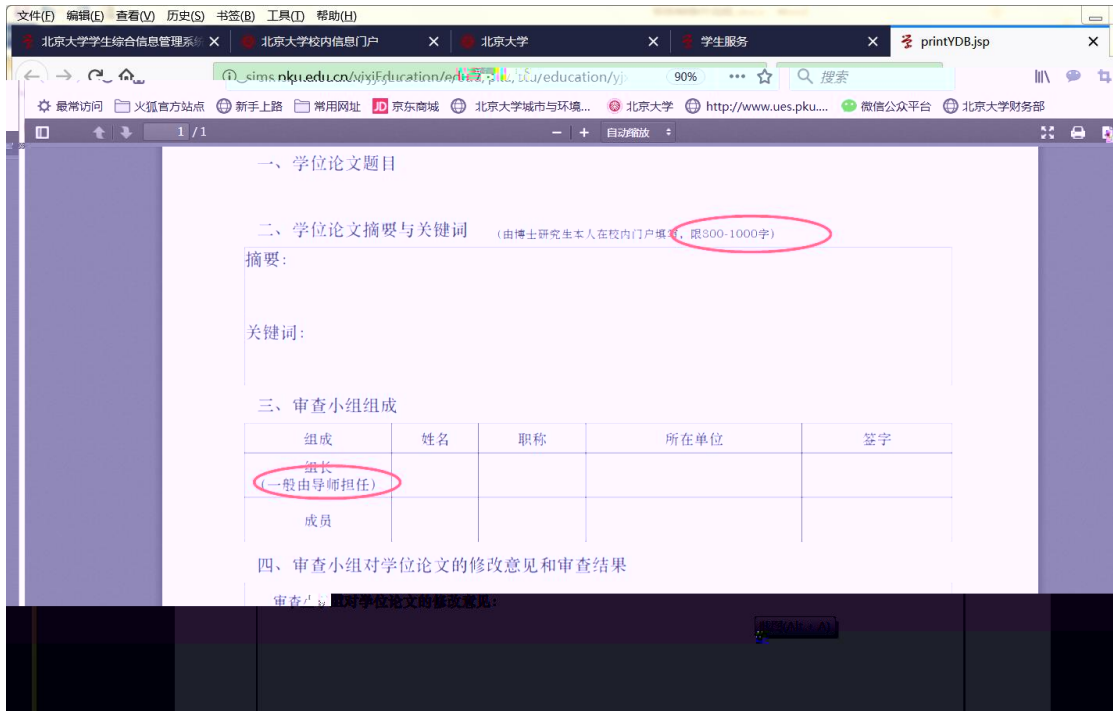 文件(F) 编辑(E) 查看(V) 历史(S) 书签(B) 工具(T) 帮助(H)
北京大学学生综合信息管理系统 北京大学校内信息门户 北京大学 学生服务 printYDB.jsp
sims.pku.edu.cn 90% 搜索
最常访问 火狐官方站点 新手上路 常用网址 JD 京东商城 北京大学城市与环境... 北京大学 http://www.ues.pku.... 微信公众平台 北京大学财务部
1 / 1 自动缩放
一、学位论文题目
二、学位论文摘要与关键词 (由博士研究生本人在校内门户填写, 限800-1000字)
摘要:
关键词:
三、审查小组组成
组成 姓名 职称 所在单位 签字
组长
(一般由导师担任)
成员
四、审查小组对学位论文的修改意见和审查结果
审查小组对学位论文的修改意见: